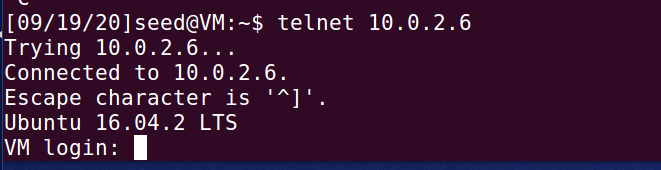 [09/19/20]seed@VM:~$ telnet 10.0.2.6
Trying 10.0.2.6...
Connected to 10.0.2.6.
Escape character is '^]'.
Ubuntu 16.04.2 LTS
VM login: